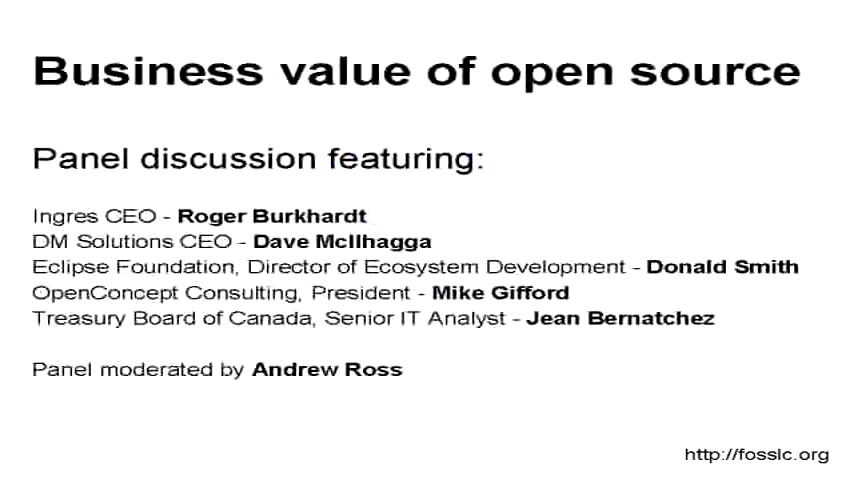 Business value of open source
Panel discussion featuring:
Ingres CEO - Roger Burkhardt
DM Solutions CEO - Dave McIlhagga
Eclipse Foundation, Director of Ecosystem Development - Donald Smith
OpenConcept Consulting, President - Mike Gifford
Treasury Board of Canada, Senior IT Analyst - Jean Bernatchez
Panel moderated by Andrew Ross
http://fosslc.org